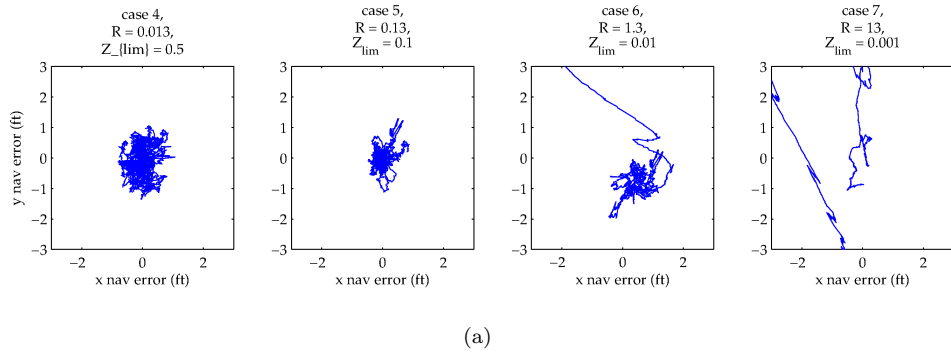 case 4,
R = 0.013,
Z_{lim} = 0.5
case 5,
R = 0.13,
Z_lim = 0.1
case 6,
R = 1.3,
Z_lim = 0.01
case 7,
R = 13,
Z_lim = 0.001
y nav error (ft)
3
2
1
0
−1
−2
−3
−2 0 2
x nav error (ft)
3
2
1
0
−1
−2
−3
−2 0 2
x nav error (ft)
3
2
1
0
−1
−2
−3
−2 0 2
x nav error (ft)
3
2
1
0
−1
−2
−3
−2 0 2
x nav error (ft)
(a)